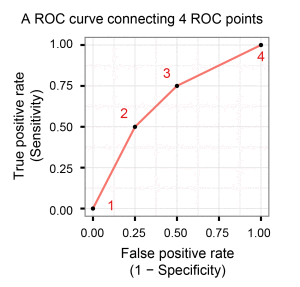 A ROC curve connecting 4 ROC points
1.00
0.75
0.50
0.25
0.00
True positive rate
(Sensitivity)
1
2
3
4
0.00 0.25 0.50 0.75 1.00
False positive rate
(1 − Specificity)